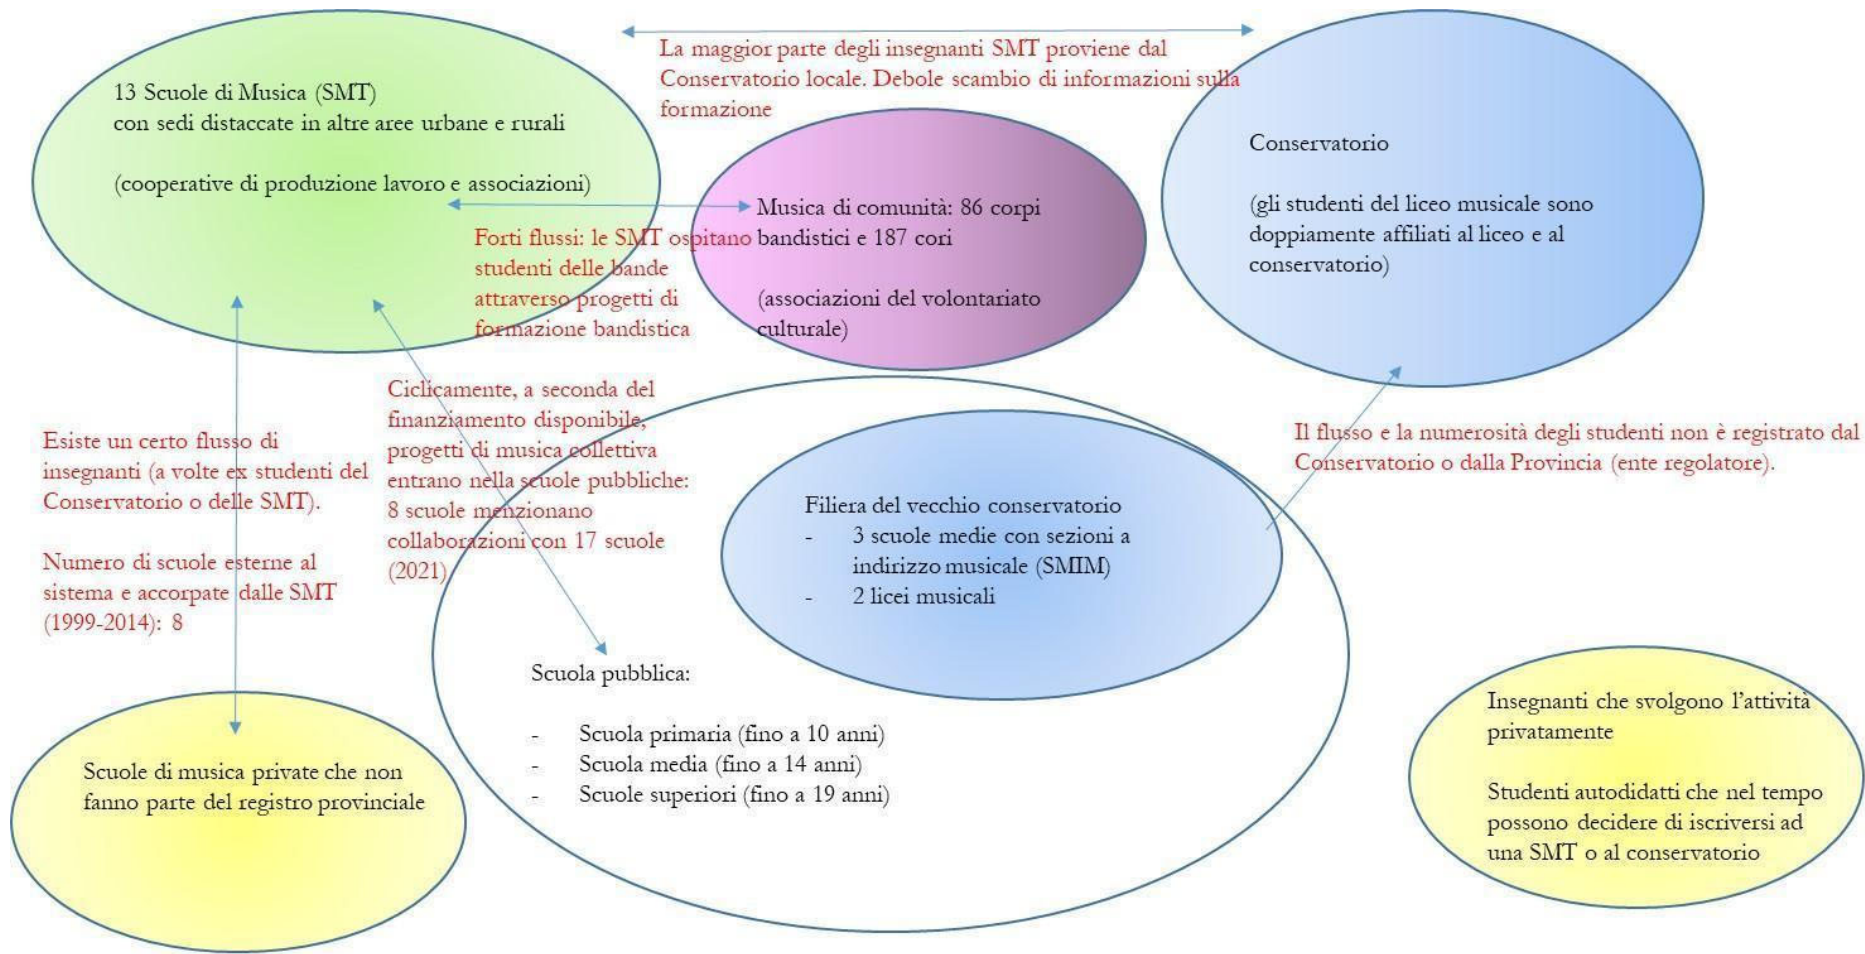 La maggior parte degli insegnanti SMT proviene dal
Conservatorio locale. Debole scambio di informazioni sulla
formazione
13 Scuole di Musica (SMT)
con sedi distaccate in altre aree urbane e rurali
(cooperative di produzione lavoro e associazioni)
Conservatorio
(gli studenti del liceo musicale sono
doppiamente affiliati al liceo e al
conservatorio)
Musica di comunità: 86 corpi
bandistici e 187 cori
(associazioni del volontariato
culturale)
Forti flussi: le SMT ospitano
studenti delle bande
attraverso progetti di
formazione bandistica
Ciclicamente, a seconda del
finanziamento disponibile,
progetti di musica collettiva
entrano nella scuole pubbliche:
8 scuole menzionano
collaborazioni con 17 scuole
(2021)
Esiste un certo flusso di
insegnanti (a volte ex studenti del
Conservatorio o delle SMT).
Numero di scuole esterne al
sistema e accorpate dalle SMT
(1999-2014): 8
Il flusso e la numerosità degli studenti non è registrato dal
Conservatorio o dalla Provincia (ente regolatore).
Filiera del vecchio conservatorio
- 3 scuole medie con sezioni a
indirizzo musicale (SMIM)
- 2 licei musicali
Scuola pubblica:
- Scuola primaria (fino a 10 anni)
- Scuola media (fino a 14 anni)
- Scuole superiori (fino a 19 anni)
Scuole di musica private che non
fanno parte del registro provinciale
Insegnanti che svolgono l'attività
privatamente
Studenti autodidatti che nel tempo
possono decidere di iscriversi ad
una SMT o al conservatorio